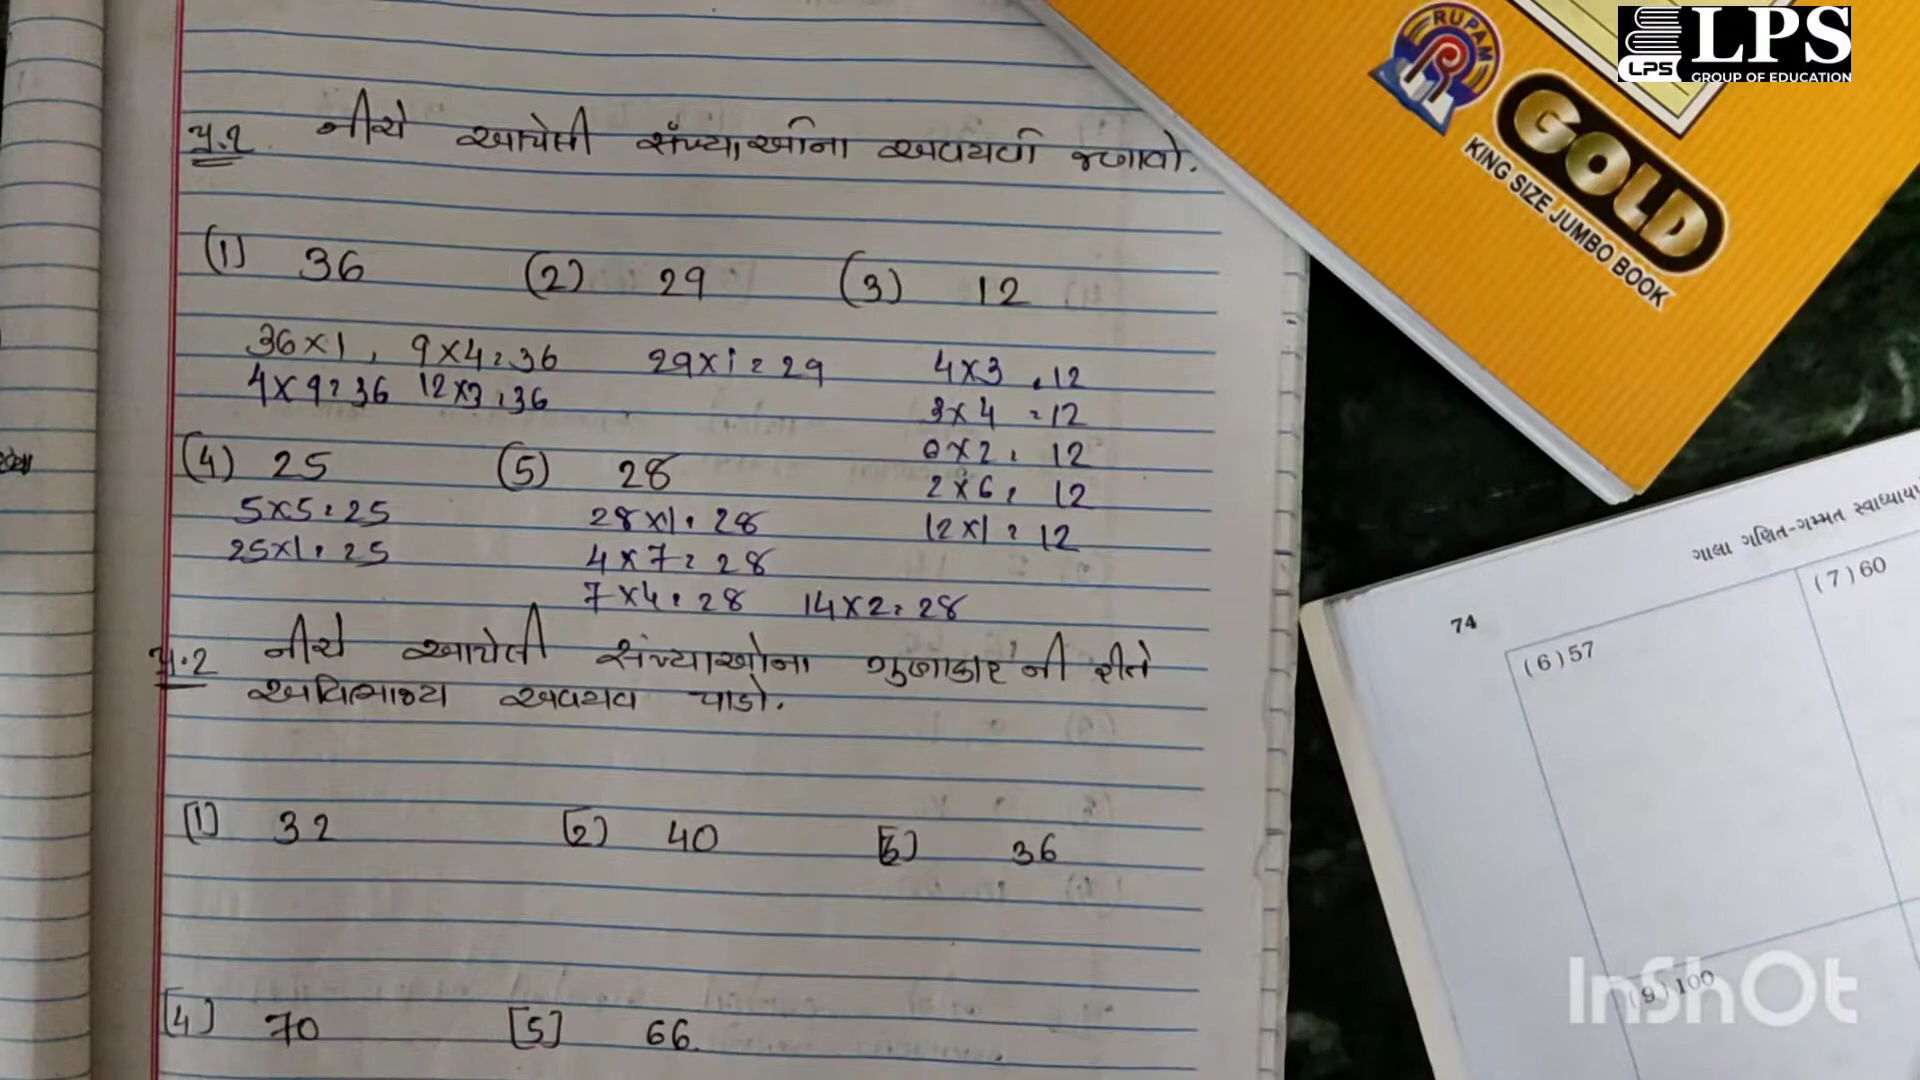 LPS
LPS
GROUP OF EDUCATION
RUPAM
R
GOLD
KING SIZE JUMBO BOOK
પ્ર.૧ નીચે આપેલી સંખ્યાઓના અવયવો જણાવો.
(1) 36 (2) 29 (3) 12
36×1, 9×4=36 29×1=29 4×3=12
4×9=36 12×3=36 3×4=12
6×2=12
(4) 25 (5) 28 2×6=12
5×5=25 28×1=28 12×1=12
25×1=25 4×7=28
7×4=28 14×2=28
પ્ર.2 નીચે આપેલી સંખ્યાઓના ગુણાકાર'ની રીતે
અવિભાજ્ય અવયવ પાડો.
[1] 32 [2] 40 [3] 36
[4] 70 [5] 66.
ગાલા ગણિત-ગમ્મત
74
(6) 57 (7) 60
(9) 100
InShOt